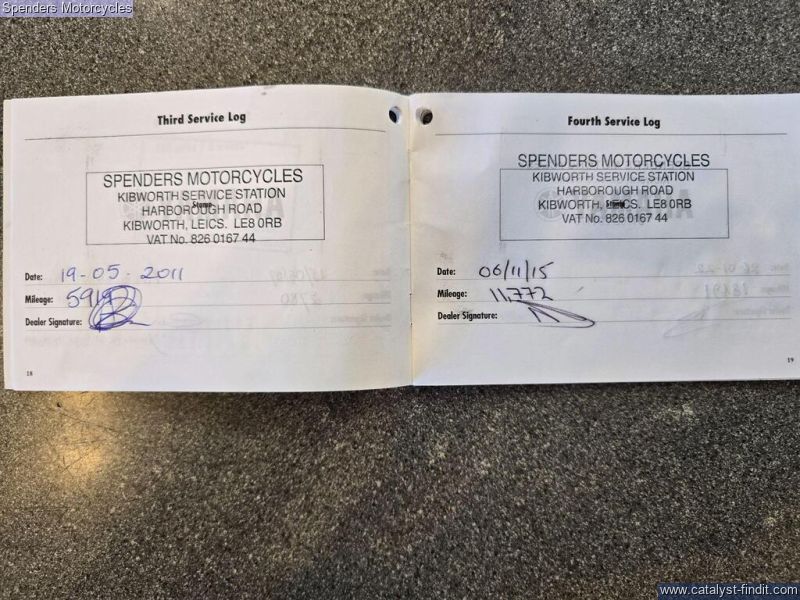 Spenders Motorcycles
Third Service Log
SPENDERS MOTORCYCLES
KIBWORTH SERVICE STATION
Stamp
HARBOROUGH ROAD
KIBWORTH, LEICS. LE8 0RB
VAT No. 826 0167 44
Date: 19-05-2011
Mileage:
Dealer Signature:
18
Fourth Service Log
SPENDERS MOTORCYCLES
KIBWORTH SERVICE STATION
HARBOROUGH ROAD
Stamp
KIBWORTH, LEICS. LE8 0RB
VAT No. 826 0167 44
Date: 06/11/15
Mileage: 11,772
Dealer Signature:
19
www.catalyst-findit.com